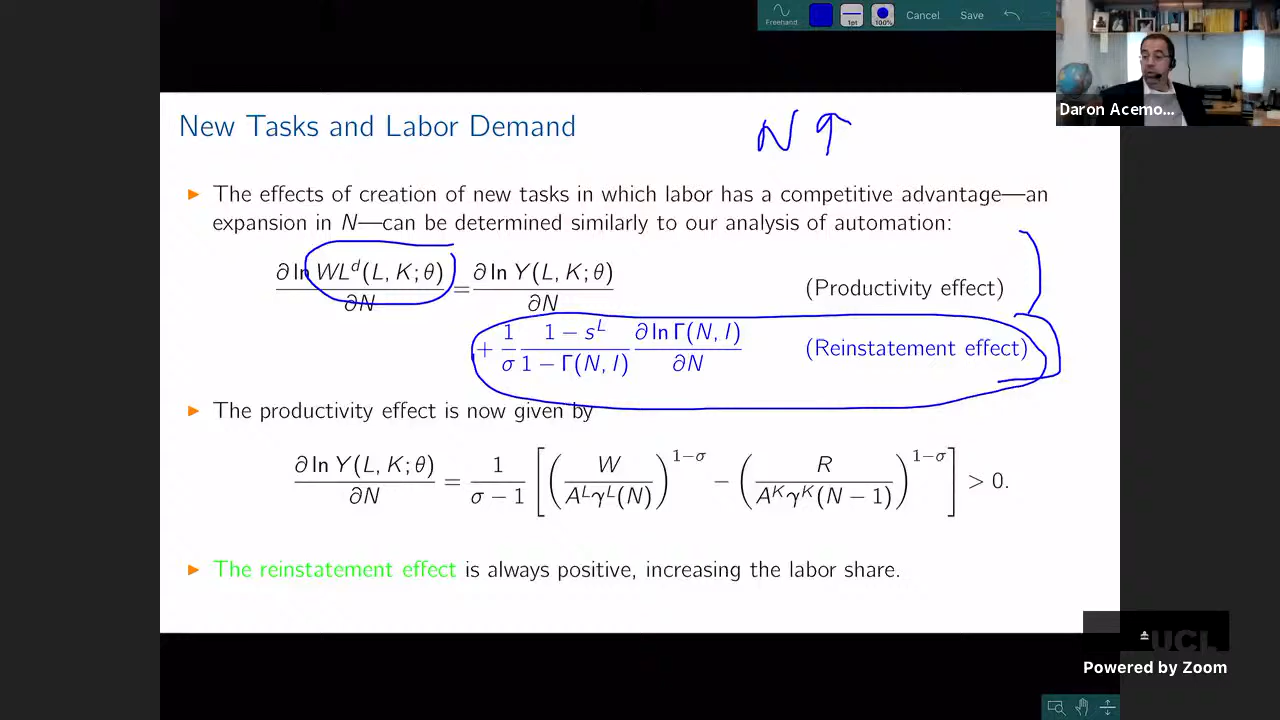 Freehand 1pt 100% Cancel Save
Daron Acemo...
New Tasks and Labor Demand
N ↑
The effects of creation of new tasks in which labor has a competitive advantage—an
expansion in N—can be determined similarly to our analysis of automation:
∂ ln WL^d(L, K; θ) / ∂N = ∂ ln Y(L, K; θ) / ∂N (Productivity effect)
+ 1/σ (1 − s^L)/(1 − Γ(N, I)) ∂ ln Γ(N, I)/∂N (Reinstatement effect)
The productivity effect is now given by
∂ ln Y(L, K; θ) / ∂N = 1/(σ − 1) [ (W / A^L γ^L(N))^{1−σ} − (R / A^K γ^K(N − 1))^{1−σ} ] > 0.
The reinstatement effect is always positive, increasing the labor share.
UCL
Powered by Zoom